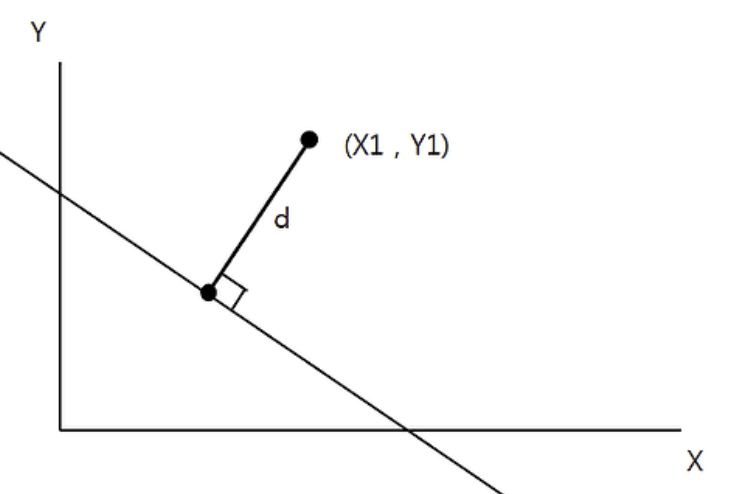 Y
(X1 , Y1)
d
X